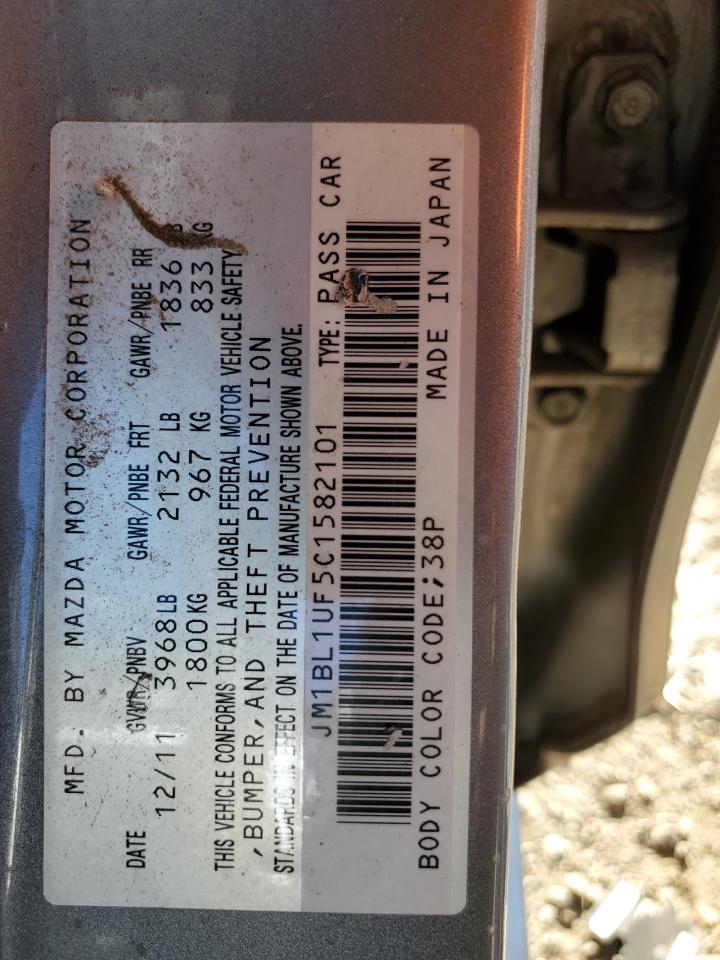 MFD. BY MAZDA MOTOR CORPORATION
DATE GVWR/PNBV GAWR/PNBE FRT GAWR/PNBE RR
12/11 3968LB 2132 LB 1836 LB
1800KG 967 KG 833 KG
THIS VEHICLE CONFORMS TO ALL APPLICABLE FEDERAL MOTOR VEHICLE SAFETY
,BUMPER,AND THEFT PREVENTION
STANDARDS IN EFFECT ON THE DATE OF MANUFACTURE SHOWN ABOVE.
JM1BL1UF5C1582101 TYPE: PASS CAR
BODY COLOR CODE;38P MADE IN JAPAN
8